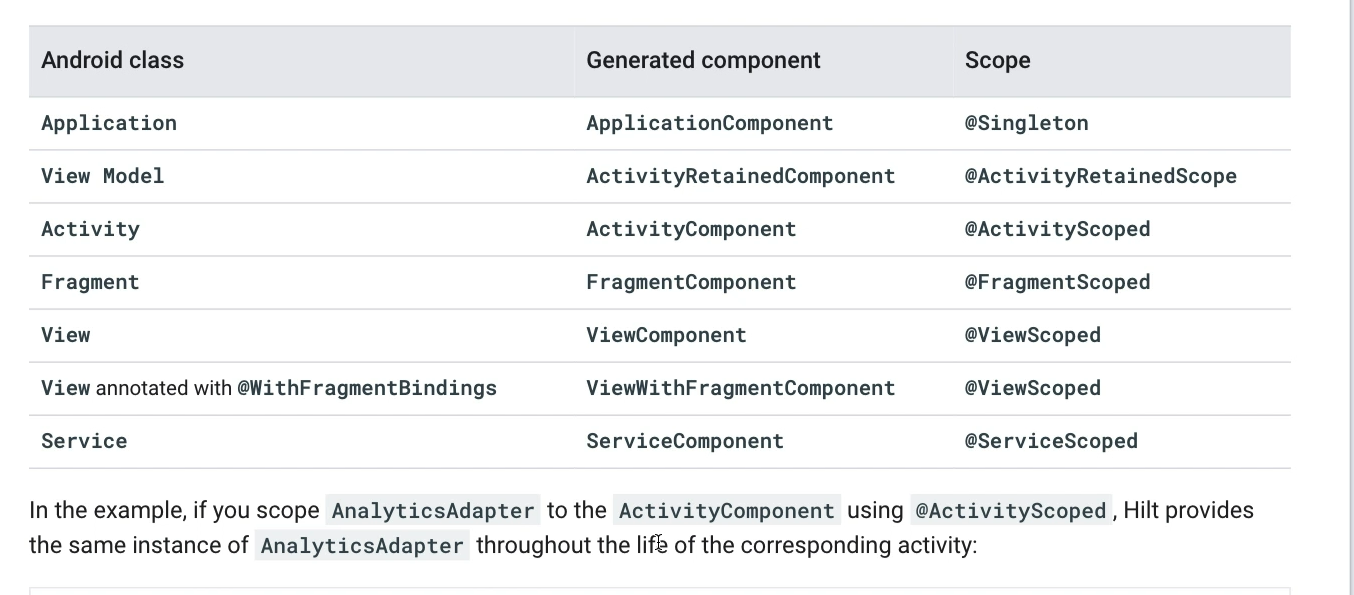 Android class Generated component Scope
Application ApplicationComponent @Singleton
View Model ActivityRetainedComponent @ActivityRetainedScope
Activity ActivityComponent @ActivityScoped
Fragment FragmentComponent @FragmentScoped
View ViewComponent @ViewScoped
View annotated with @WithFragmentBindings ViewWithFragmentComponent @ViewScoped
Service ServiceComponent @ServiceScoped
In the example, if you scope AnalyticsAdapter to the ActivityComponent using @ActivityScoped, Hilt provides
the same instance of AnalyticsAdapter throughout the life of the corresponding activity: